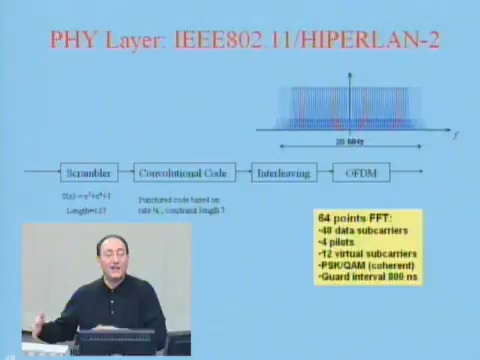 PHY Layer: IEEE802.11/HIPERLAN-2
f
20 MHz
Scrambler
Convolutional Code
Interleaving
OFDM
Length=127
Punctured code based on
rate ½, constraint length 7
64 points FFT:
•48 data subcarriers
•4 pilots
•12 virtual subcarriers
•PSK/QAM (coherent)
•Guard interval 800 ns